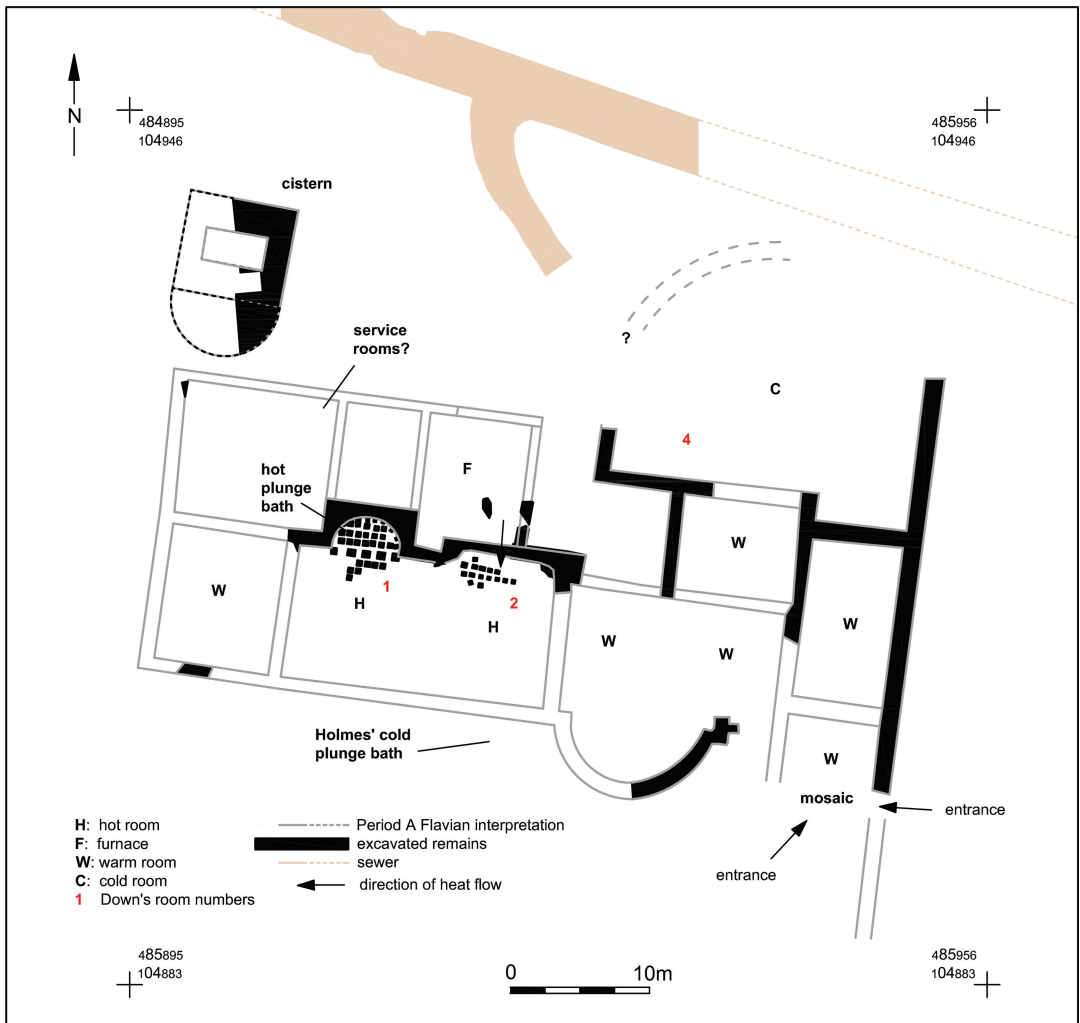 N
484895
104946
485956
104946
cistern
?
service
rooms?
C
4
hot
plunge
bath
F
W
W
1
2
H
H
W
W
W
Holmes' cold
plunge bath
W
mosaic
entrance
entrance
H: hot room
F: furnace
W: warm room
C: cold room
1 Down's room numbers
Period A Flavian interpretation
excavated remains
sewer
direction of heat flow
485895
104883
0 10m
485956
104883